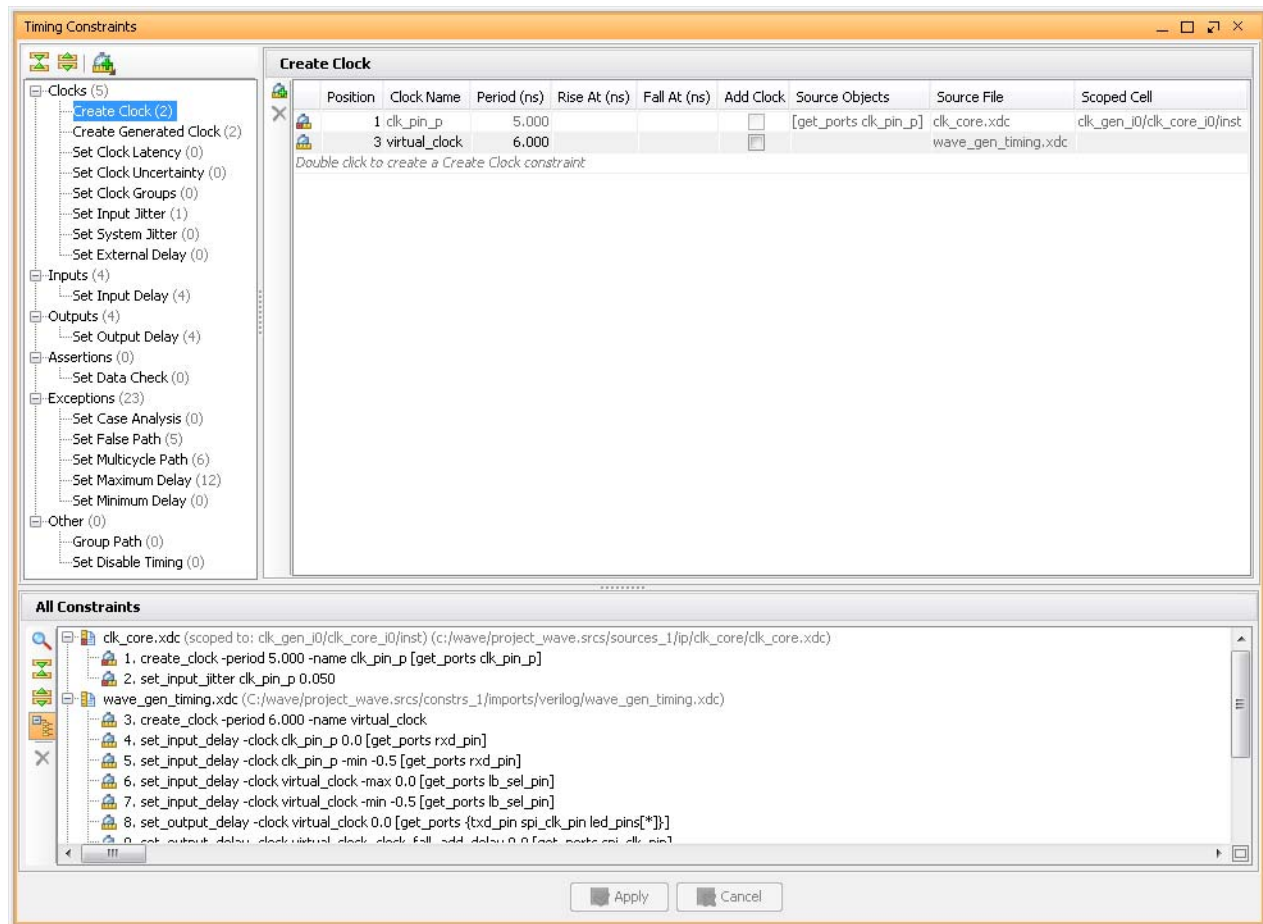 Timing Constraints
Create Clock
Clocks (5)
Create Clock (2)
Create Generated Clock (2)
Set Clock Latency (0)
Set Clock Uncertainty (0)
Set Clock Groups (0)
Set Input Jitter (1)
Set System Jitter (0)
Set External Delay (0)
Inputs (4)
Set Input Delay (4)
Outputs (4)
Set Output Delay (4)
Assertions (0)
Set Data Check (0)
Exceptions (23)
Set Case Analysis (0)
Set False Path (5)
Set Multicycle Path (6)
Set Maximum Delay (12)
Set Minimum Delay (0)
Other (0)
Group Path (0)
Set Disable Timing (0)
Position Clock Name Period (ns) Rise At (ns) Fall At (ns) Add Clock Source Objects Source File Scoped Cell
1 clk_pin_p 5.000 [get_ports clk_pin_p] clk_core.xdc clk_gen_i0/clk_core_i0/inst
3 virtual_clock 6.000 wave_gen_timing.xdc
Double click to create a Create Clock constraint
All Constraints
clk_core.xdc (scoped to: clk_gen_i0/clk_core_i0/inst) (c:/wave/project_wave.srcs/sources_1/ip/clk_core/clk_core.xdc)
1. create_clock -period 5.000 -name clk_pin_p [get_ports clk_pin_p]
2. set_input_jitter clk_pin_p 0.050
wave_gen_timing.xdc (C:/wave/project_wave.srcs/constrs_1/imports/verilog/wave_gen_timing.xdc)
3. create_clock -period 6.000 -name virtual_clock
4. set_input_delay -clock clk_pin_p 0.0 [get_ports rxd_pin]
5. set_input_delay -clock clk_pin_p -min -0.5 [get_ports rxd_pin]
6. set_input_delay -clock virtual_clock -max 0.0 [get_ports lb_sel_pin]
7. set_input_delay -clock virtual_clock -min -0.5 [get_ports lb_sel_pin]
8. set_output_delay -clock virtual_clock 0.0 [get_ports {txd_pin spi_clk_pin led_pins[*]}]
9. set_output_delay -clock virtual_clock -clock_fall -add_delay 0.0 [get_ports spi_clk_pin]
Apply Cancel